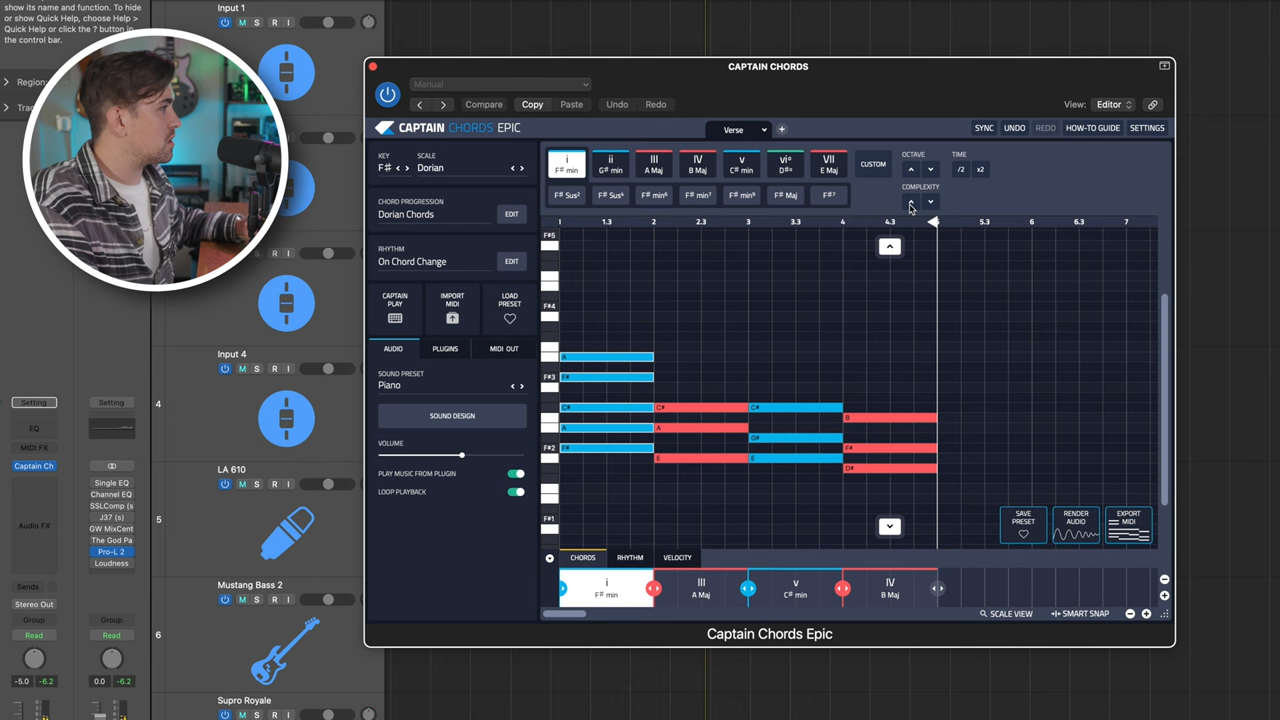 show its name and function. To hide
or show Quick Help, choose Help >
Quick Help or click the ? button in
the control bar.
Region:
Input 1
M S R I
Input 4
M S R I
4
LA 610
M S R I
5
Mustang Bass 2
M S R I
6
Supro Royale
M S R I
Setting
Setting
EQ
MIDI FX
Captain Ch
Audio FX
Single EQ
Channel EQ
SSLComp (s
J37 (s)
GW MixCent
The God Pa
Pro-L 2
Loudness
Sends
Stereo Out
Group
Group
Read
Read
-5.0 -6.2
0.0 -6.2
CAPTAIN CHORDS
Manual
Compare
Copy
Paste
Undo
Redo
View:
Editor
CAPTAIN CHORDS EPIC
Verse
SYNC
UNDO
REDO
HOW-TO GUIDE
SETTINGS
KEY
F#
SCALE
Dorian
CHORD PROGRESSION
Dorian Chords
EDIT
RHYTHM
On Chord Change
EDIT
CAPTAIN
PLAY
IMPORT
MIDI
LOAD
PRESET
AUDIO
PLUGINS
MIDI OUT
SOUND PRESET
Piano
SOUND DESIGN
VOLUME
PLAY MUSIC FROM PLUGIN
LOOP PLAYBACK
i
F# min
ii
G# min
III
A Maj
IV
B Maj
v
C# min
vi°
D#°
VII
E Maj
CUSTOM
OCTAVE
TIME
/2
x2
COMPLEXITY
F# Sus²
F# Sus⁴
F# min⁶
F# min⁷
F# min⁹
F# Maj
F#⁷
1 1.3 2 2.3 3 3.3 4 4.3 5.3 6 6.3 7
F#5
F#4
F#3
F#2
F#1
A
F#
C# C# C#
B
A A
G#
F# F#
E E
D#
SAVE
PRESET
RENDER
AUDIO
EXPORT
MIDI
CHORDS
RHYTHM
VELOCITY
i
F# min
III
A Maj
v
C# min
IV
B Maj
SCALE VIEW
SMART SNAP
Captain Chords Epic